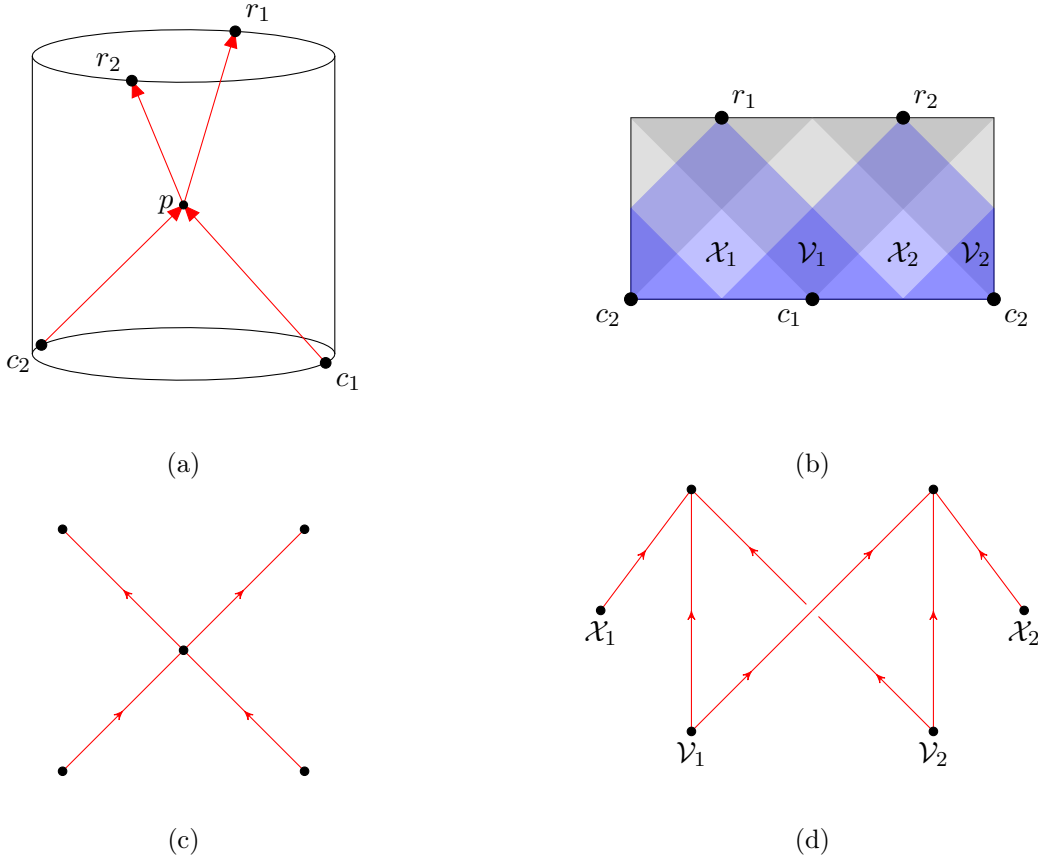 r₁
r₂
p
c₂
c₁
(a)
r₁ r₂
𝒳₁ 𝒱₁ 𝒳₂ 𝒱₂
c₂ c₁ c₂
(b)
(c)
𝒳₁ 𝒳₂
𝒱₁ 𝒱₂
(d)